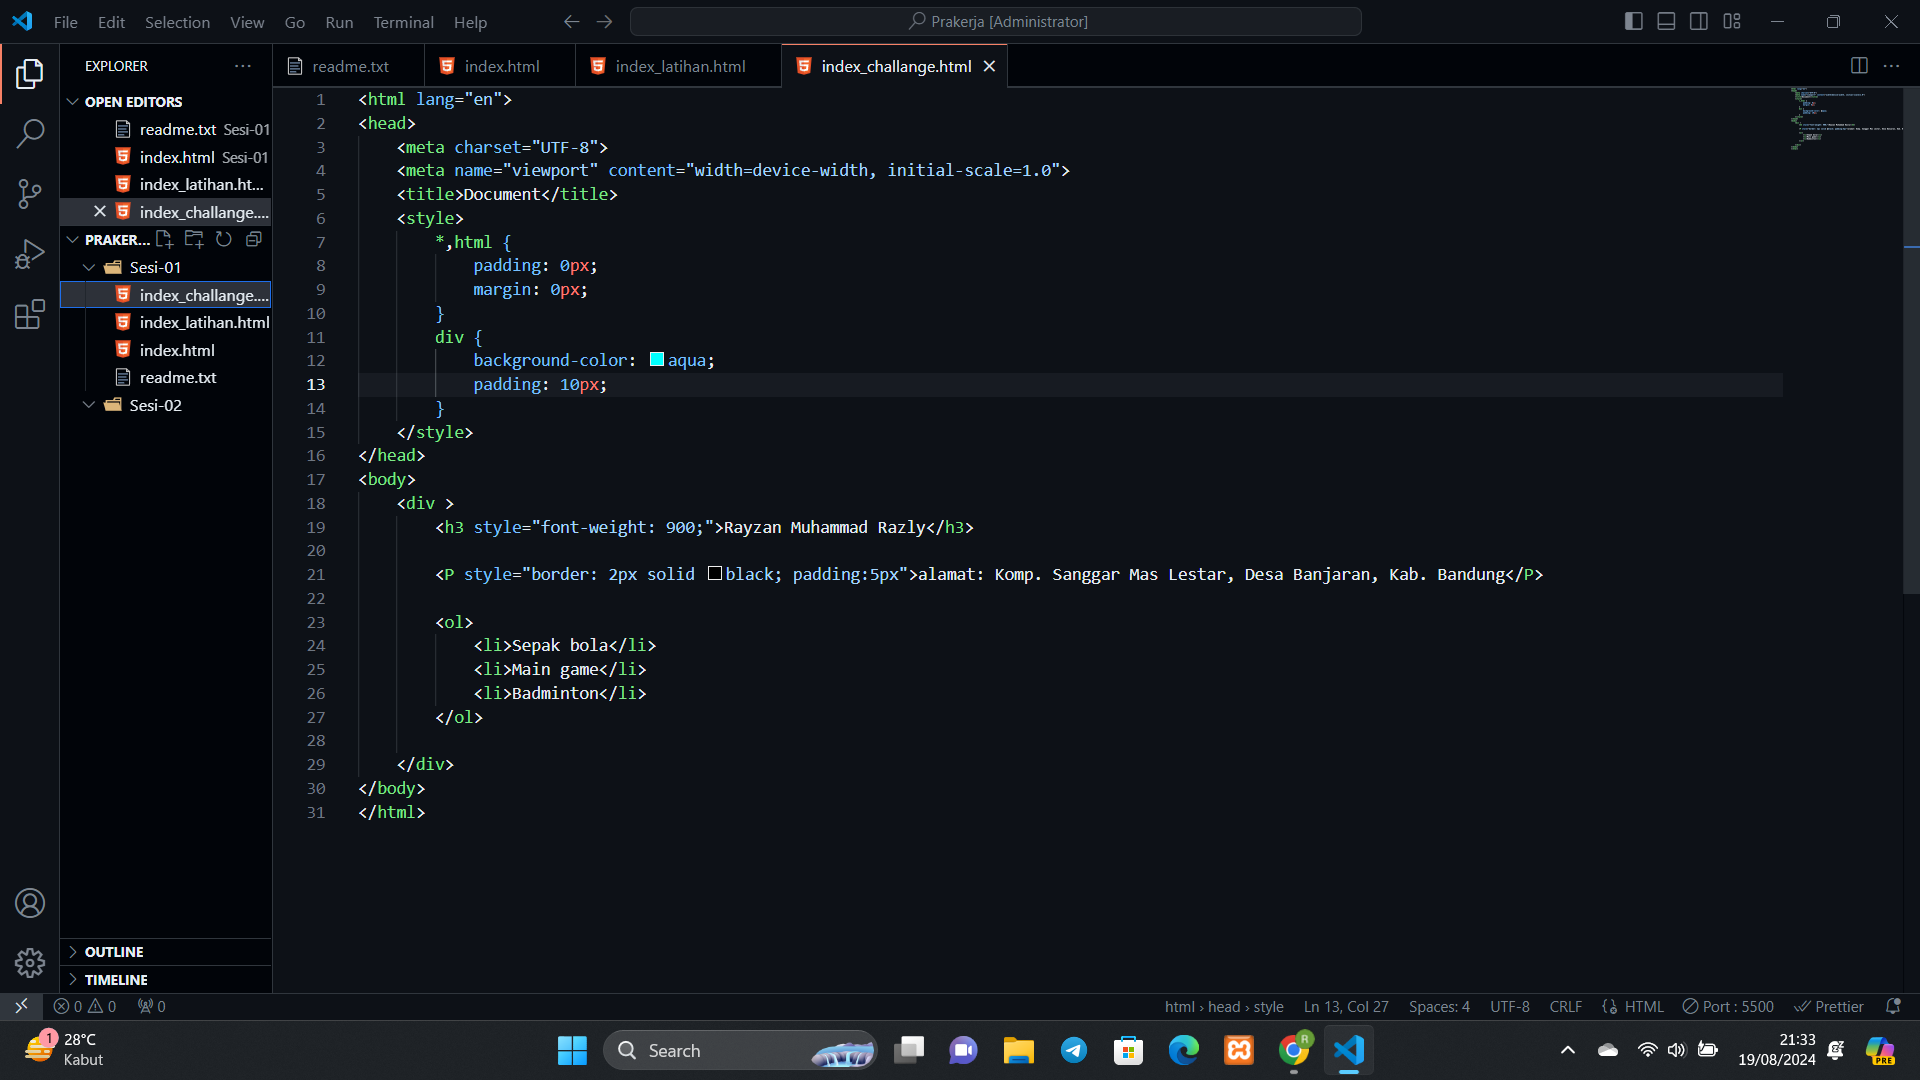 File Edit Selection View Go Run Terminal Help
Prakerja [Administrator]
EXPLORER
OPEN EDITORS
readme.txt Sesi-01
index.html Sesi-01
index_latihan.ht...
index_challange....
PRAKER...
Sesi-01
index_challange....
index_latihan.html
index.html
readme.txt
Sesi-02
OUTLINE
TIMELINE
readme.txt
index.html
index_latihan.html
index_challange.html
1 <html lang="en">
2 <head>
3 <meta charset="UTF-8">
4 <meta name="viewport" content="width=device-width, initial-scale=1.0">
5 <title>Document</title>
6 <style>
7 *,html {
8 padding: 0px;
9 margin: 0px;
10 }
11 div {
12 background-color: aqua;
13 padding: 10px;
14 }
15 </style>
16 </head>
17 <body>
18 <div >
19 <h3 style="font-weight: 900;">Rayzan Muhammad Razly</h3>
20
21 <P style="border: 2px solid black; padding:5px">alamat: Komp. Sanggar Mas Lestar, Desa Banjaran, Kab. Bandung</P>
22
23 <ol>
24 <li>Sepak bola</li>
25 <li>Main game</li>
26 <li>Badminton</li>
27 </ol>
28
29 </div>
30 </body>
31 </html>
0 0 0
html › head › style Ln 13, Col 27 Spaces: 4 UTF-8 CRLF HTML Port : 5500 Prettier
1
28°C
Kabut
Search
R
21:33
19/08/2024
PRE